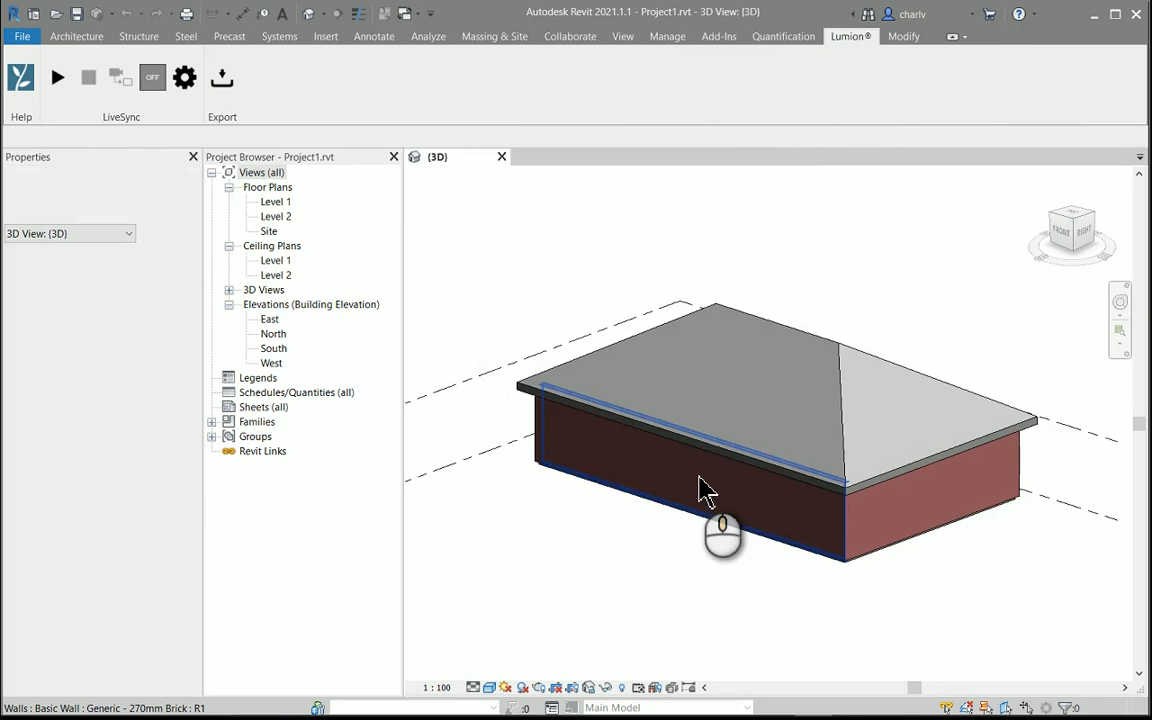 Autodesk Revit 2021.1.1 - Project1.rvt - 3D View: {3D}
charlv
File Architecture Structure Steel Precast Systems Insert Annotate Analyze Massing & Site Collaborate View Manage Add-Ins Quantification Lumion® Modify
OFF
Help LiveSync Export
Properties
Project Browser - Project1.rvt
{3D}
3D View: {3D}
Views (all)
Floor Plans
Level 1
Level 2
Site
Ceiling Plans
Level 1
Level 2
3D Views
Elevations (Building Elevation)
East
North
South
West
Legends
Schedules/Quantities (all)
Sheets (all)
Families
Groups
Revit Links
FRONT RIGHT
1 : 100
Walls : Basic Wall : Generic - 270mm Brick : R1
:0
Main Model
:0